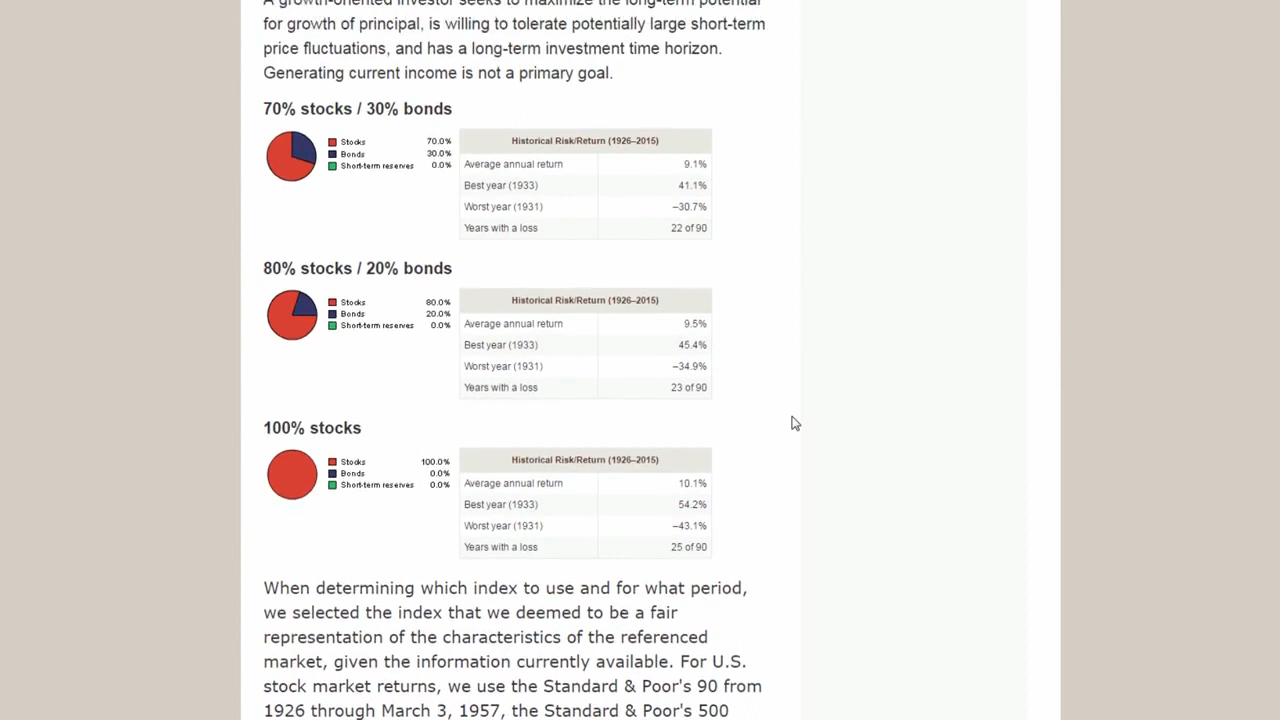 A growth-oriented investor seeks to maximize the long-term potential
for growth of principal, is willing to tolerate potentially large short-term
price fluctuations, and has a long-term investment time horizon.
Generating current income is not a primary goal.
70% stocks / 30% bonds
Stocks 70.0%
Bonds 30.0%
Short-term reserves 0.0%
Historical Risk/Return (1926–2015)
Average annual return 9.1%
Best year (1933) 41.1%
Worst year (1931) –30.7%
Years with a loss 22 of 90
80% stocks / 20% bonds
Stocks 80.0%
Bonds 20.0%
Short-term reserves 0.0%
Historical Risk/Return (1926–2015)
Average annual return 9.5%
Best year (1933) 45.4%
Worst year (1931) –34.9%
Years with a loss 23 of 90
100% stocks
Stocks 100.0%
Bonds 0.0%
Short-term reserves 0.0%
Historical Risk/Return (1926–2015)
Average annual return 10.1%
Best year (1933) 54.2%
Worst year (1931) –43.1%
Years with a loss 25 of 90
When determining which index to use and for what period,
we selected the index that we deemed to be a fair
representation of the characteristics of the referenced
market, given the information currently available. For U.S.
stock market returns, we use the Standard & Poor's 90 from
1926 through March 3, 1957, the Standard & Poor's 500